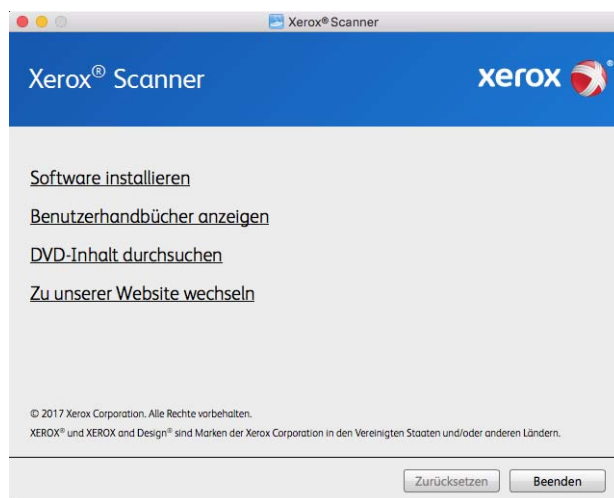 Xerox® Scanner
Xerox® Scanner
xerox ®
Software installieren
Benutzerhandbücher anzeigen
DVD-Inhalt durchsuchen
Zu unserer Website wechseln
© 2017 Xerox Corporation. Alle Rechte vorbehalten.
XEROX® und XEROX and Design® sind Marken der Xerox Corporation in den Vereinigten Staaten und/oder anderen Ländern.
Zurücksetzen Beenden